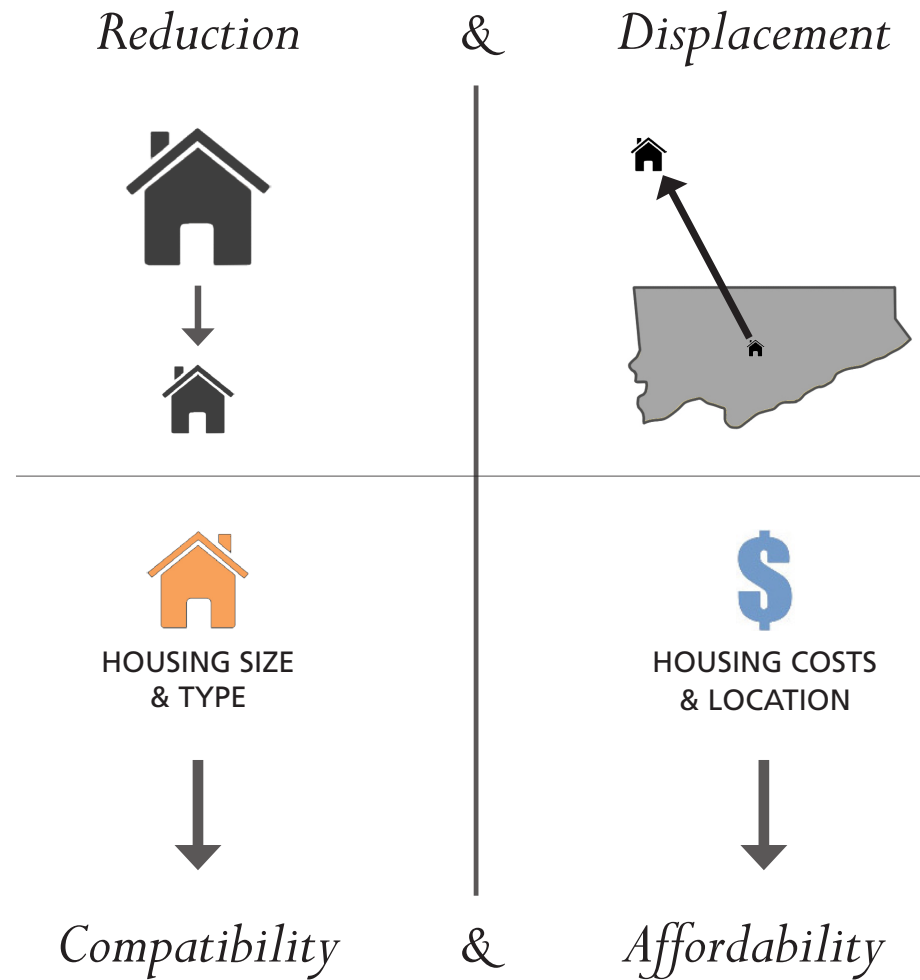 Reduction & Displacement
HOUSING SIZE
& TYPE
HOUSING COSTS
& LOCATION
Compatibility & Affordability